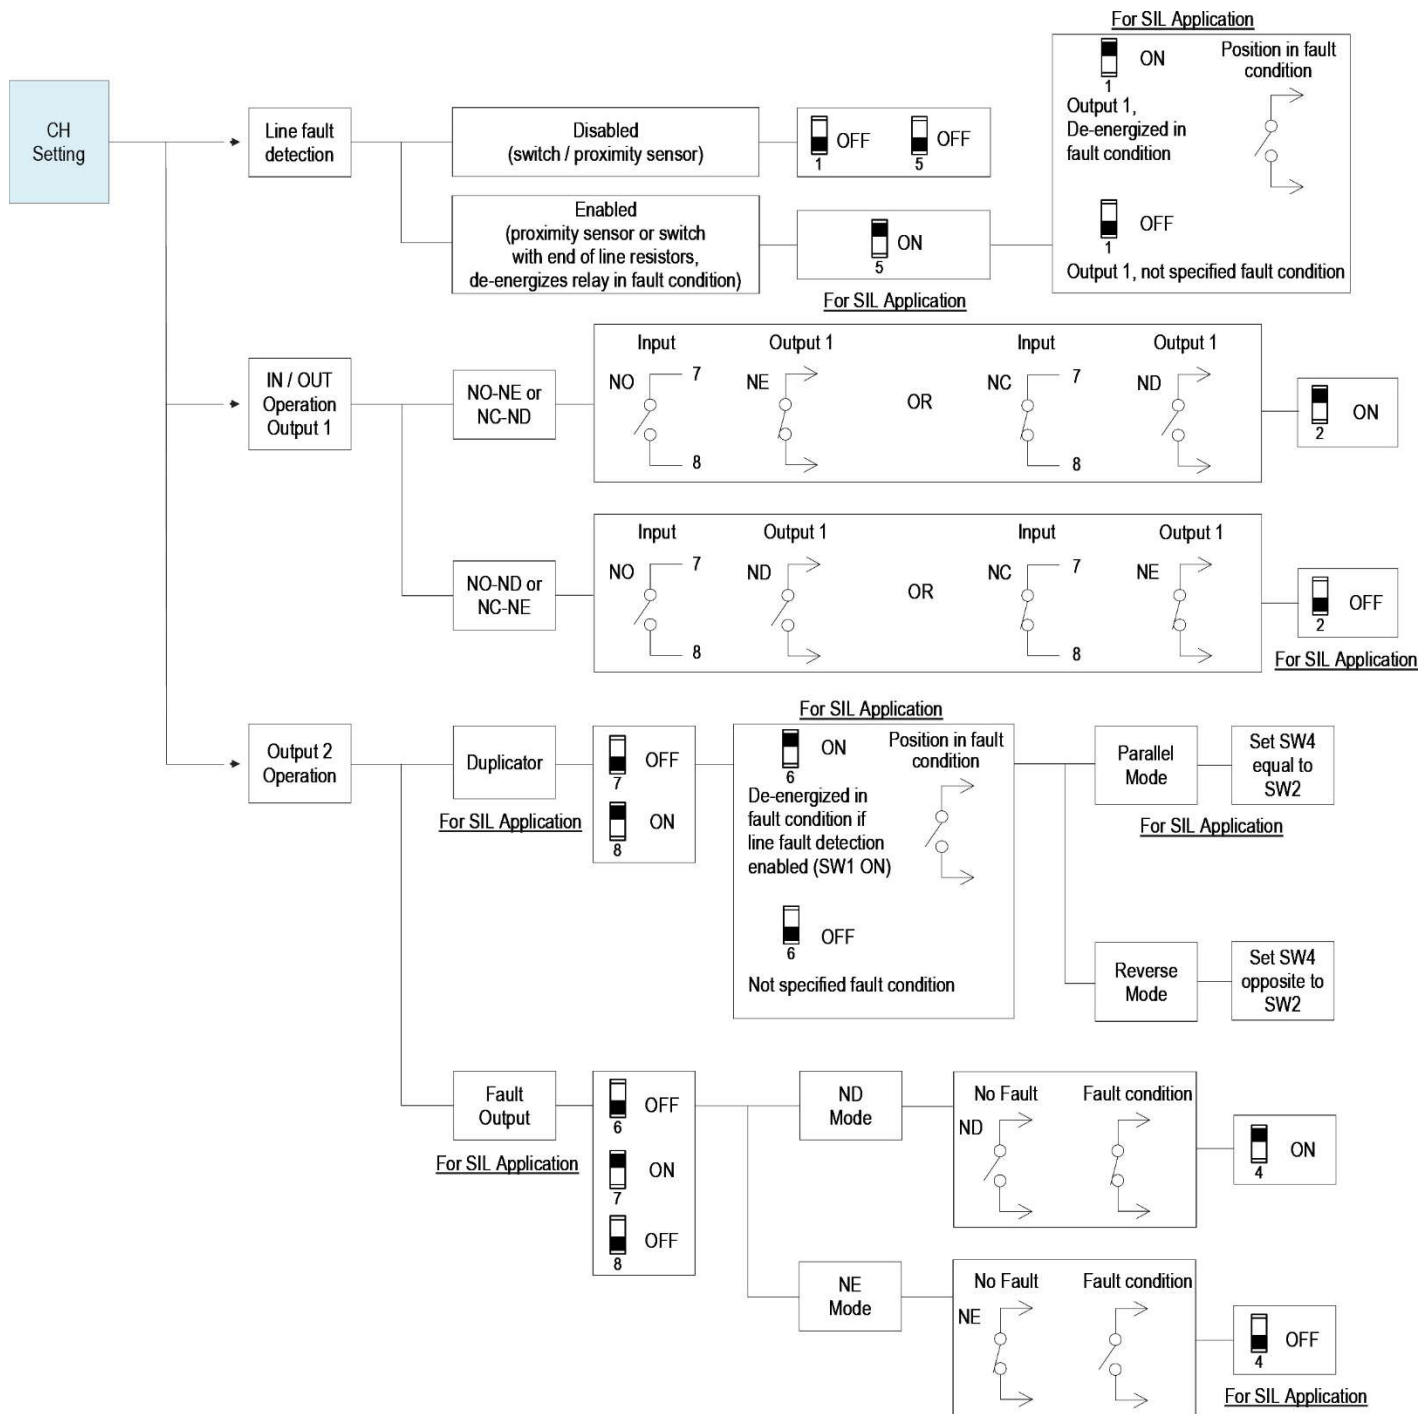 For SIL Application
CH
Setting
Line fault
detection
Disabled
(switch / proximity sensor)
1
OFF
5
OFF
Enabled
(proximity sensor or switch
with end of line resistors,
de-energizes relay in fault condition)
5
ON
For SIL Application
1
ON
Position in fault
condition
Output 1,
De-energized in
fault condition
1
OFF
Output 1, not specified fault condition
IN / OUT
Operation
Output 1
NO-NE or
NC-ND
Input
Output 1
NO
7
8
NE
OR
Input
Output 1
NC
7
8
ND
2
ON
NO-ND or
NC-NE
Input
Output 1
NO
7
8
ND
OR
Input
Output 1
NC
7
8
NE
2
OFF
For SIL Application
Output 2
Operation
Duplicator
For SIL Application
7
OFF
8
ON
For SIL Application
6
ON
Position in fault
condition
De-energized in
fault condition if
line fault detection
enabled (SW1 ON)
6
OFF
Not specified fault condition
Parallel
Mode
Set SW4
equal to
SW2
For SIL Application
Reverse
Mode
Set SW4
opposite to
SW2
Fault
Output
For SIL Application
6
OFF
7
ON
8
OFF
ND
Mode
No Fault
Fault condition
ND
4
ON
NE
Mode
No Fault
Fault condition
NE
4
OFF
For SIL Application